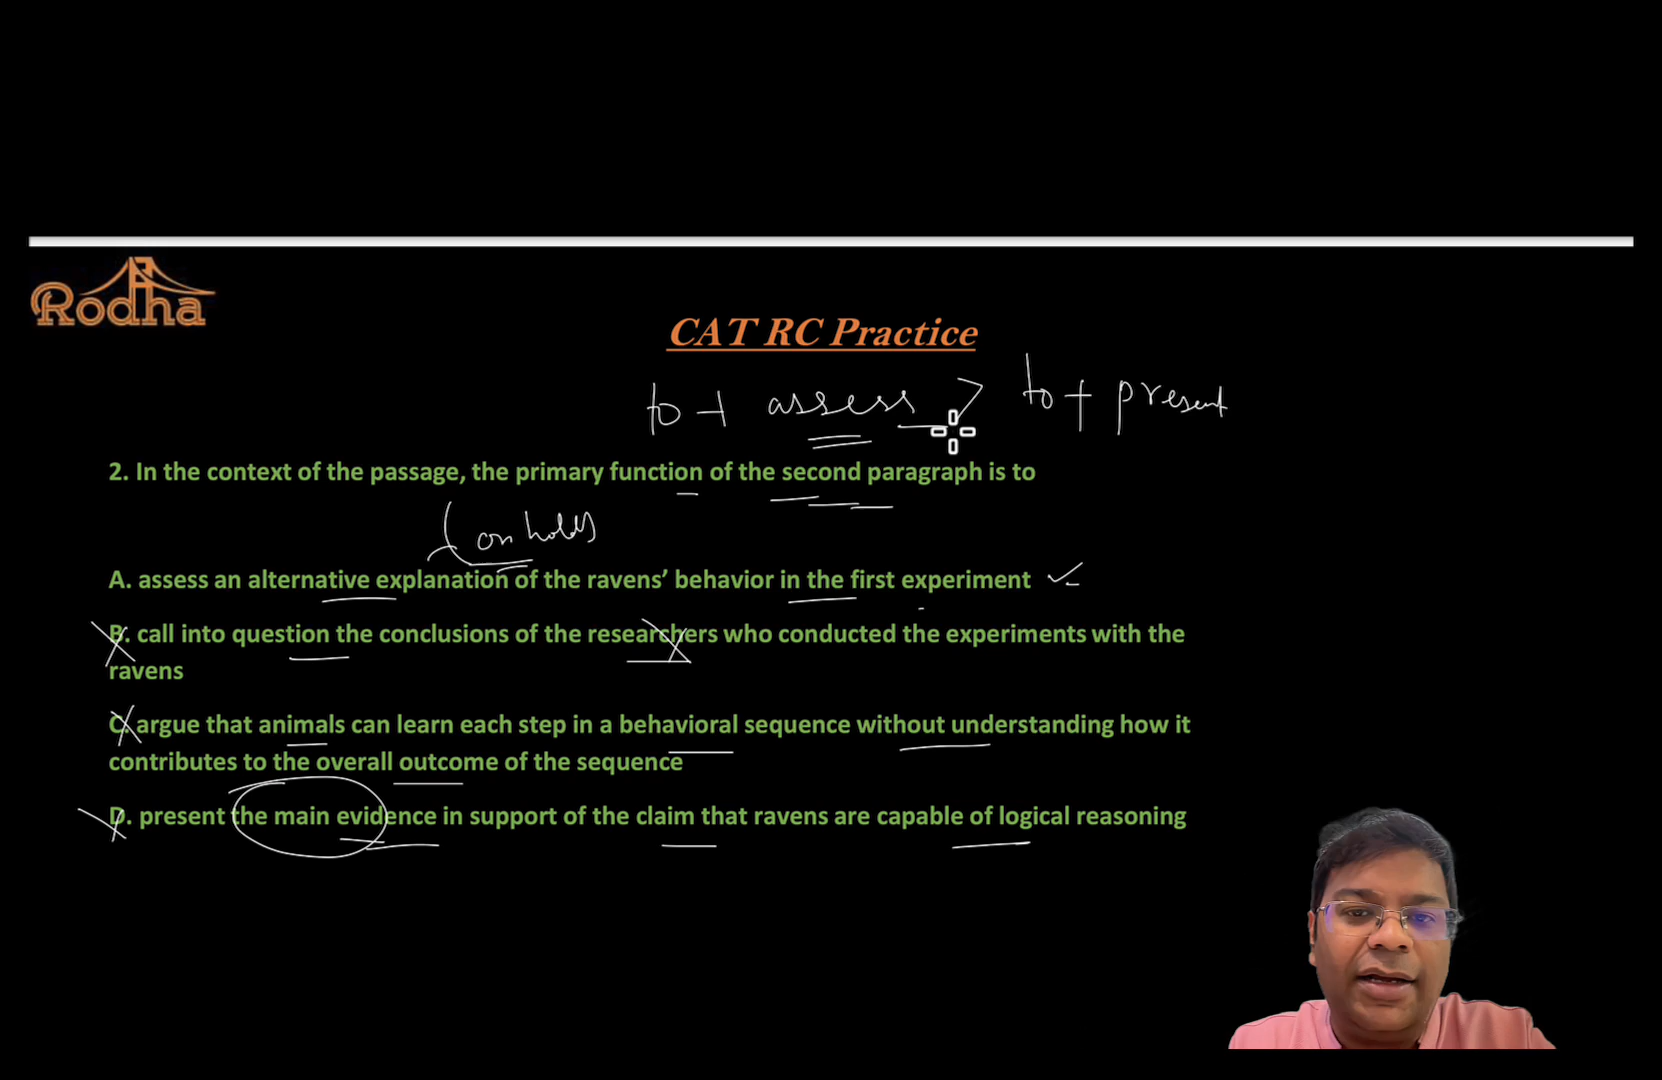 Rodha
CAT RC Practice
to + assess > to + present
2. In the context of the passage, the primary function of the second paragraph is to
on holds
A. assess an alternative explanation of the ravens’ behavior in the first experiment
B. call into question the conclusions of the researchers who conducted the experiments with the
ravens
C. argue that animals can learn each step in a behavioral sequence without understanding how it
contributes to the overall outcome of the sequence
D. present the main evidence in support of the claim that ravens are capable of logical reasoning